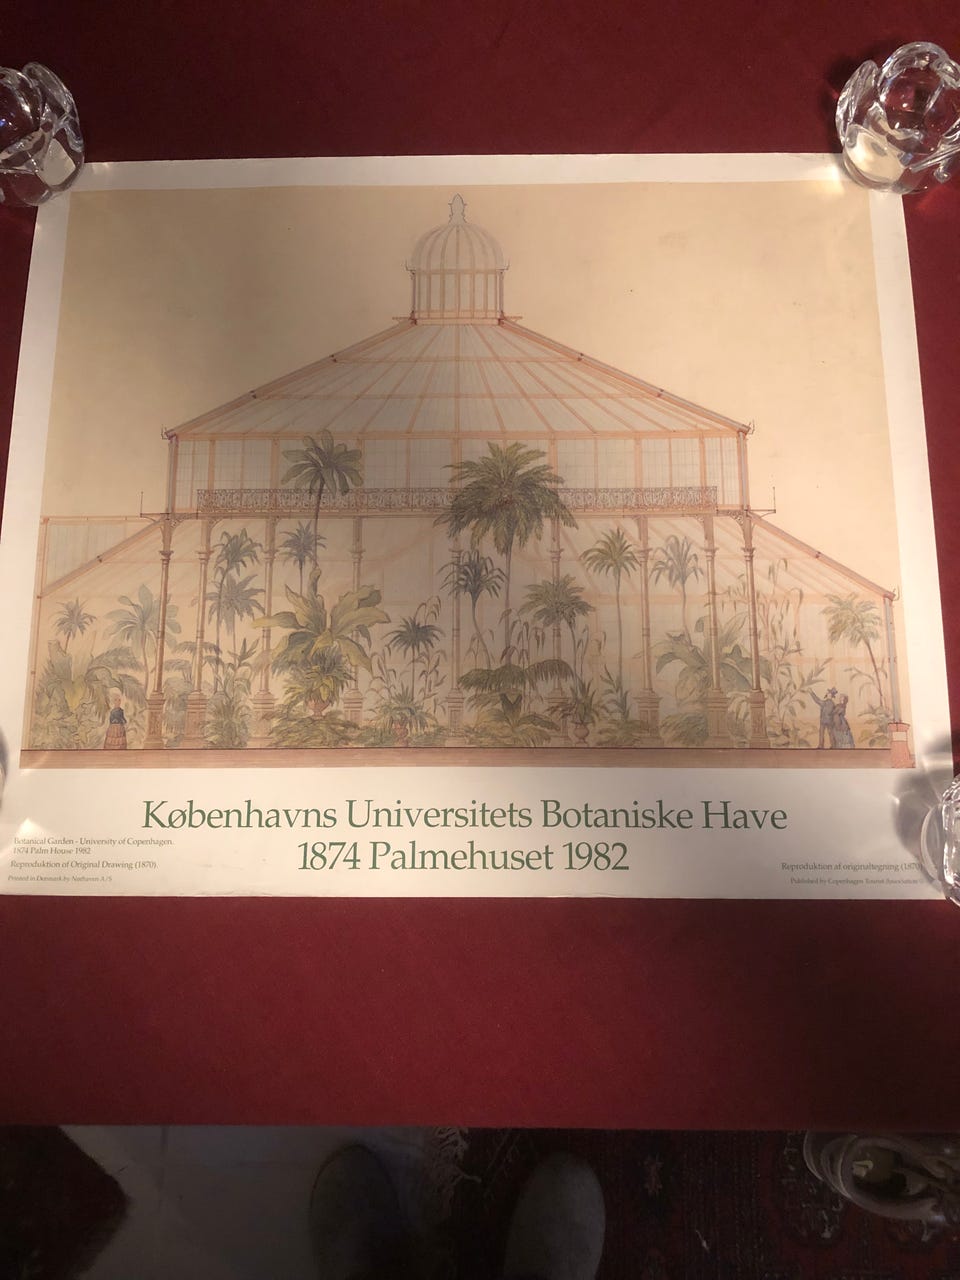 Københavns Universitets Botaniske Have
1874 Palmehuset 1982
Botanical Garden - University of Copenhagen.
1874 Palm House 1982
Reproduktion of Original Drawing (1870).
Printed in Denmark by Nøthaven A/S
Reproduktion af originaltegning (1870)
Published by Copenhagen Tourist Association